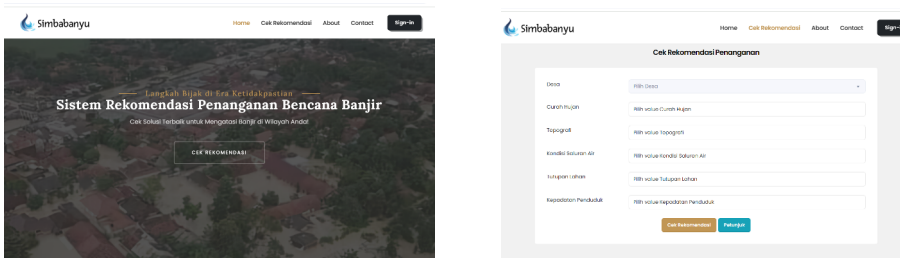 Simbabanyu
Home Cek Rekomendasi About Contact Sign-in
Langkah Bijak di Era Ketidakpastian
Sistem Rekomendasi Penanganan Bencana Banjir
Cek Solusi Terbaik untuk Mengatasi Banjir di Wilayah Anda!
CEK REKOMENDASI
Simbabanyu
Home Cek Rekomendasi About Contact Sign-
Cek Rekomendasi Penanganan
Desa Pilih Desa
Curah Hujan Pilih value Curah Hujan
Topografi Pilih value Topografi
Kondisi Saluran Air Pilih value Kondisi Saluran Air
Tutupan Lahan Pilih value Tutupan Lahan
Kepadatan Penduduk Pilih value Kepadatan Penduduk
Cek Rekomendasi Petunjuk